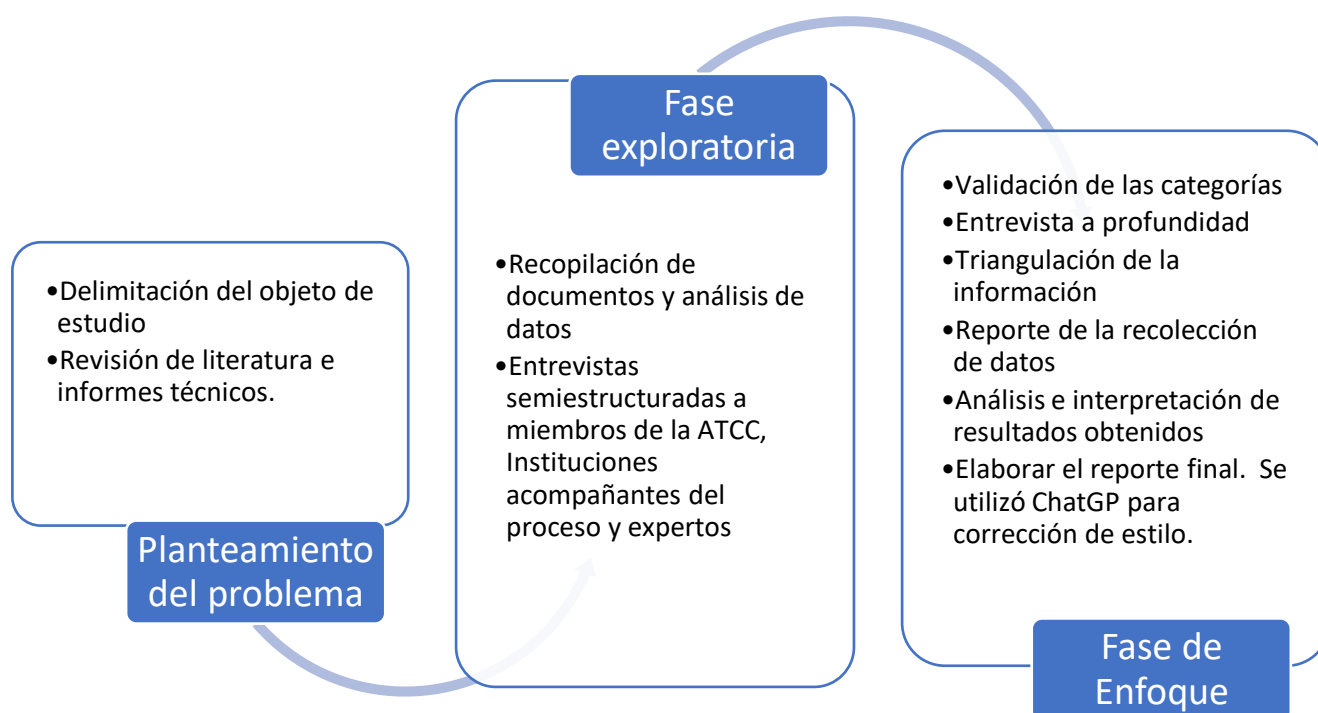 •Delimitación del objeto de
estudio
•Revisión de literatura e
informes técnicos.
Planteamiento
del problema
Fase
exploratoria
•Recopilación de
documentos y análisis de
datos
•Entrevistas
semiestructuradas a
miembros de la ATCC,
Instituciones
acompañantes del
proceso y expertos
•Validación de las categorías
•Entrevista a profundidad
•Triangulación de la
información
•Reporte de la recolección
de datos
•Análisis e interpretación de
resultados obtenidos
•Elaborar el reporte final.  Se
utilizó ChatGP para
corrección de estilo.
Fase de
Enfoque